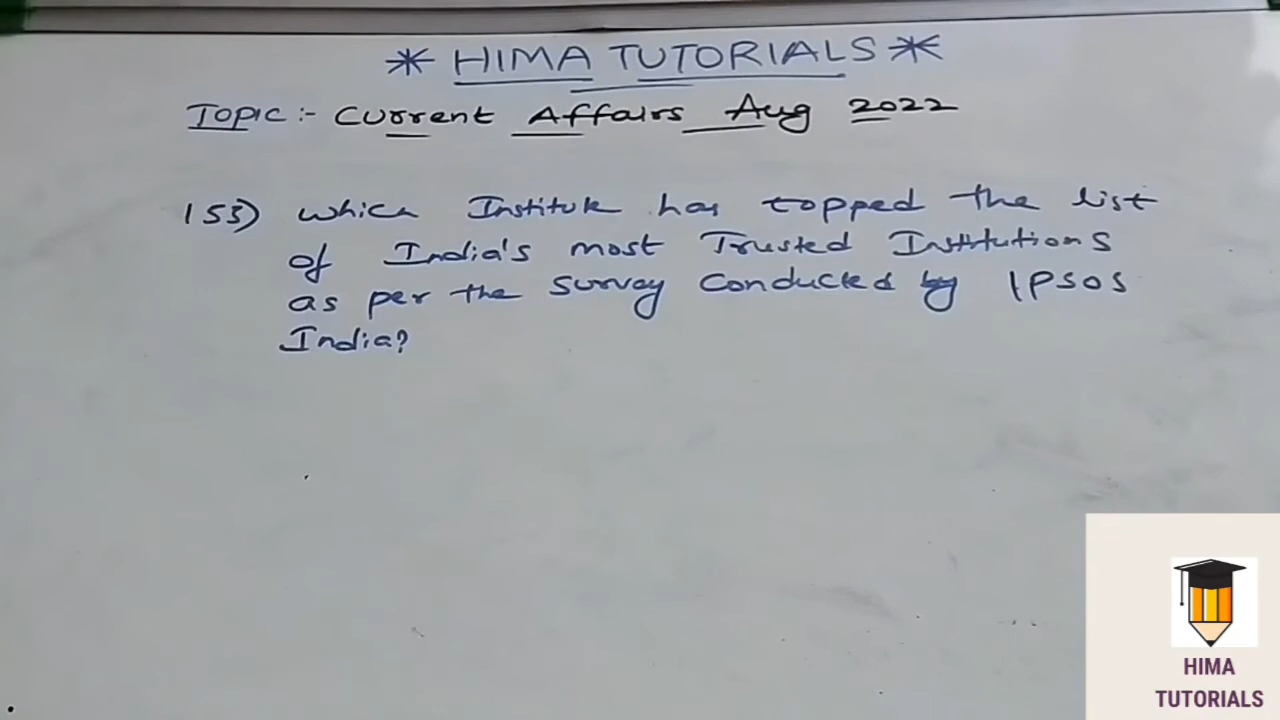 * HIMA TUTORIALS *
Topic :- Current Affairs Aug 2022
153) which Institute has topped the list
of India's most Trusted Institutions
as per the survey conducted by IPSOS
India?
HIMA
TUTORIALS